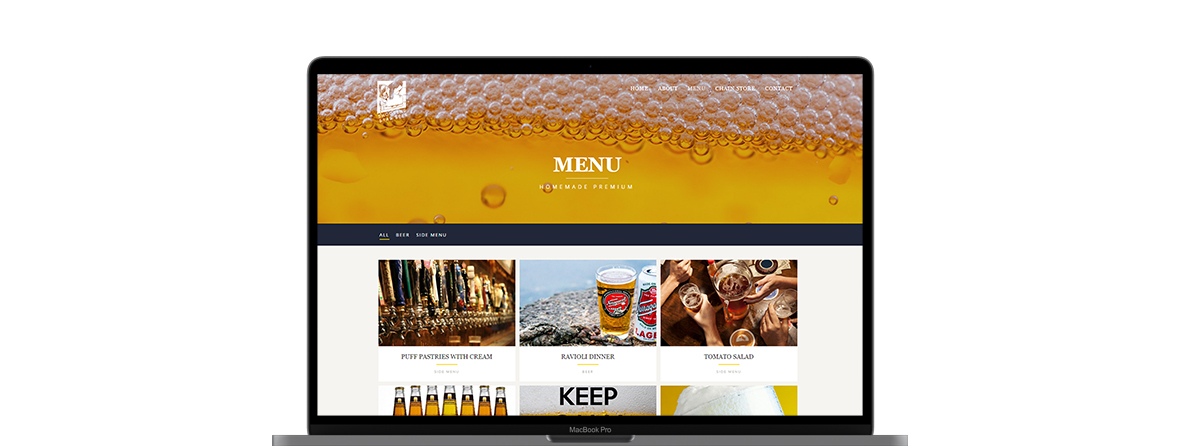 HOME ABOUT MENU CHAIN STORE CONTACT
MENU
HOMEMADE PREMIUM
ALL BEER SIDE MENU
LAGE
PUFF PASTRIES WITH CREAM
RAVIOLI DINNER
TOMATO SALAD
SIDE MENU
BEER
SIDE MENU
KEEP
MacBook Pro